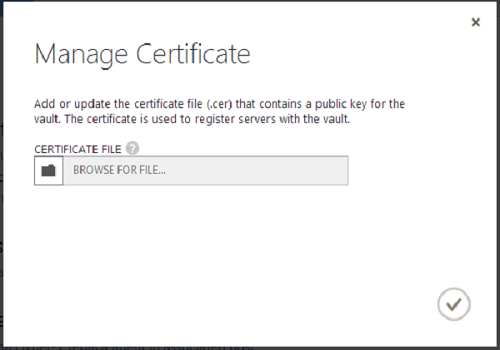 Manage Certificate
Add or update the certificate file (.cer) that contains a public key for the
vault. The certificate is used to register servers with the vault.
CERTIFICATE FILE ?
BROWSE FOR FILE...